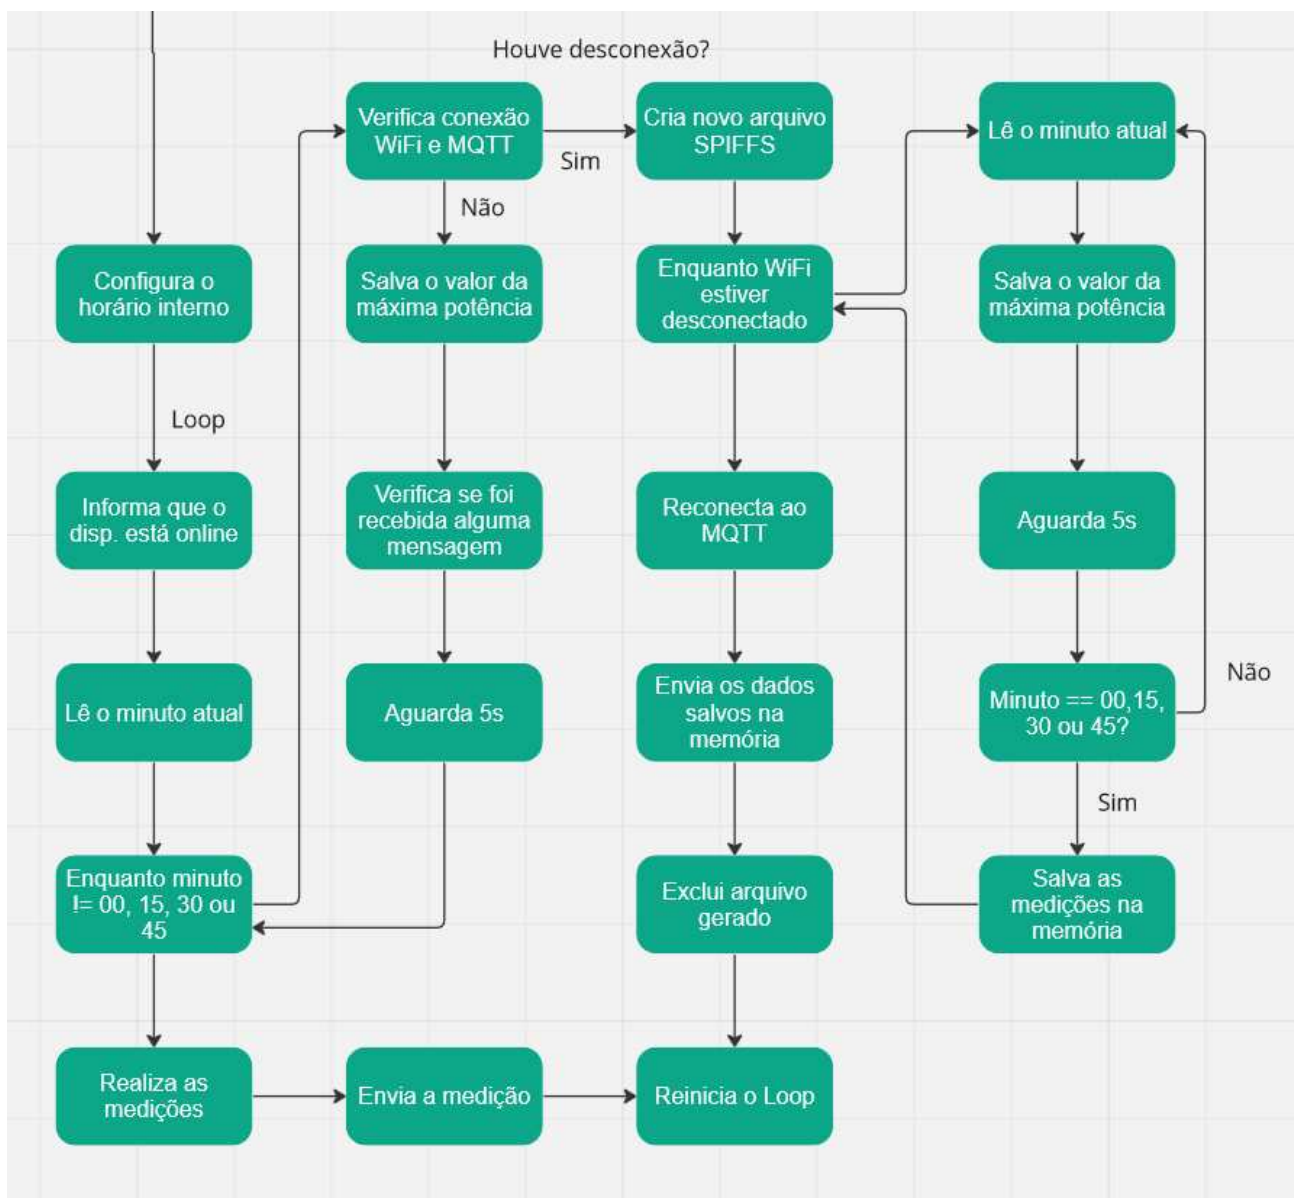 Houve desconexão?
Verifica conexão
WiFi e MQTT
Sim
Cria novo arquivo
SPIFFS
Lê o minuto atual
Não
Configura o
horário interno
Salva o valor da
máxima potência
Enquanto WiFi
estiver
desconectado
Salva o valor da
máxima potência
Loop
Informa que o
disp. está online
Verifica se foi
recebida alguma
mensagem
Reconecta ao
MQTT
Aguarda 5s
Lê o minuto atual
Aguarda 5s
Envia os dados
salvos na
memória
Minuto == 00,15,
30 ou 45?
Não
Sim
Enquanto minuto
!= 00, 15, 30 ou
45
Exclui arquivo
gerado
Salva as
medições na
memória
Realiza as
medições
Envia a medição
Reinicia o Loop